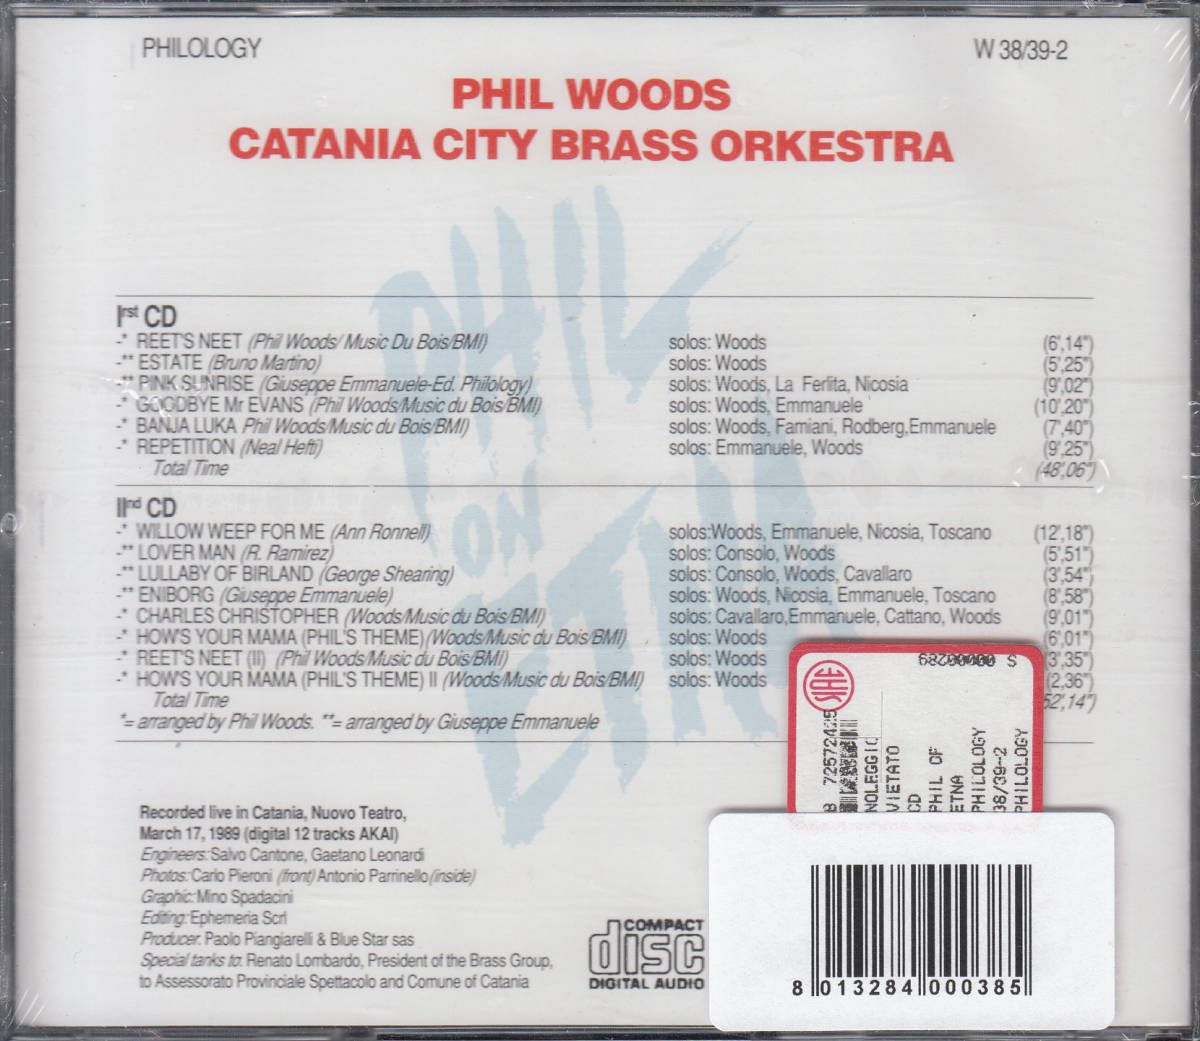 PHILOLOGY W 38/39-2
PHIL WOODS
CATANIA CITY BRASS ORKESTRA
PHIL
ON
ETNA
Irst CD
-* REET'S NEET (Phil Woods/ Music Du Bois/BMI) solos: Woods (6',14")
-** ESTATE (Bruno Martino) solos: Woods (5',25)
-** PINK SUNRISE (Giuseppe Emmanuele-Ed. Philology) solos: Woods, La Ferlita, Nicosia (9',02")
-* GOODBYE Mr EVANS (Phil Woods/Music du Bois/BMI) solos: Woods, Emmanuele (10',20")
-* BANJA LUKA Phil Woods/Music du Bois/BMI) solos: Woods, Famiani, Rodberg,Emmanuele (7',40")
-* REPETITION (Neal Hefti) solos: Emmanuele, Woods (9',25")
Total Time (48',06")
IInd CD
-* WILLOW WEEP FOR ME (Ann Ronnell) solos:Woods, Emmanuele, Nicosia, Toscano (12',18")
-** LOVER MAN (R. Ramirez) solos: Consolo, Woods (5',51")
-** LULLABY OF BIRLAND (George Shearing) solos: Consolo, Woods, Cavallaro (3',54")
-** ENIBORG (Giuseppe Emmanuele) solos: Woods, Nicosia, Emmanuele, Toscano (8',58")
-* CHARLES CHRISTOPHER (Woods/Music du Bois/BMI) solos: Cavallaro,Emmanuele, Cattano, Woods (9',01")
-* HOW'S YOUR MAMA (PHIL'S THEME)(Woods/Music du Bois/BMI) solos: Woods (6',01")
-* REET'S NEET (II) (Phil Woods/Music du Bois/BMI) solos: Woods (3',35")
-* HOW'S YOUR MAMA (PHIL'S THEME) II (Woods/Music du Bois/BMI) solos: Woods (2,36")
Total Time 52',14")
*= arranged by Phil Woods. **= arranged by Giuseppe Emmanuele
S 00000289
SIAE
B 72572425
NOLEGGIO
VIETATO
CD
PHIL OF
ETNA
PHILOLOGY
38/39-2
PHILOLOGY
Recorded live in Catania, Nuovo Teatro,
March 17, 1989 (digital 12 tracks AKAI)
Engineers: Salvo Cantone, Gaetano Leonardi
Photos: Carlo Pieroni (front) Antonio Parrinello (inside)
Graphic: Mino Spadacini
Editing: Ephemeria Scrl
Producer: Paolo Piangiarelli & Blue Star sas
Special tanks to: Renato Lombardo, President of the Brass Group,
to Assessorato Provinciale Spettacolo and Comune of Catania
COMPACT
disc
DIGITAL AUDIO
8 013284 000385